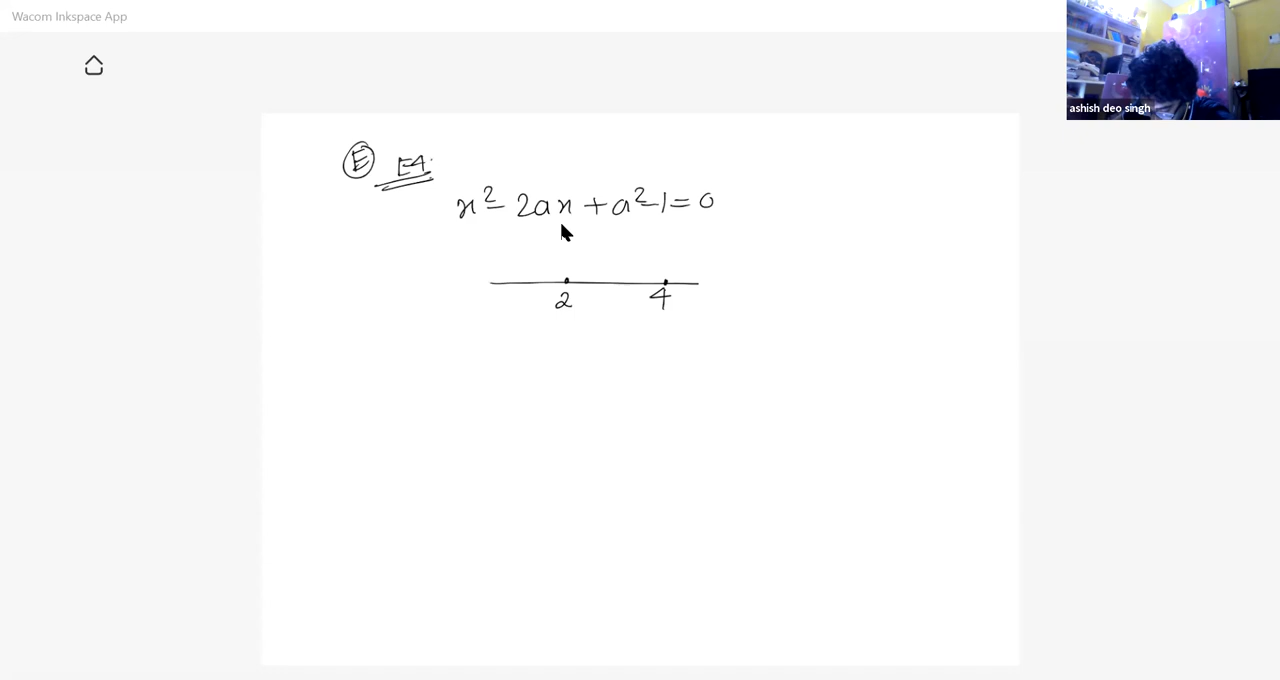 Wacom Inkspace App
ashish deo singh
Ⓔ E4.
x² - 2ax + a² - 1 = 0
2 4